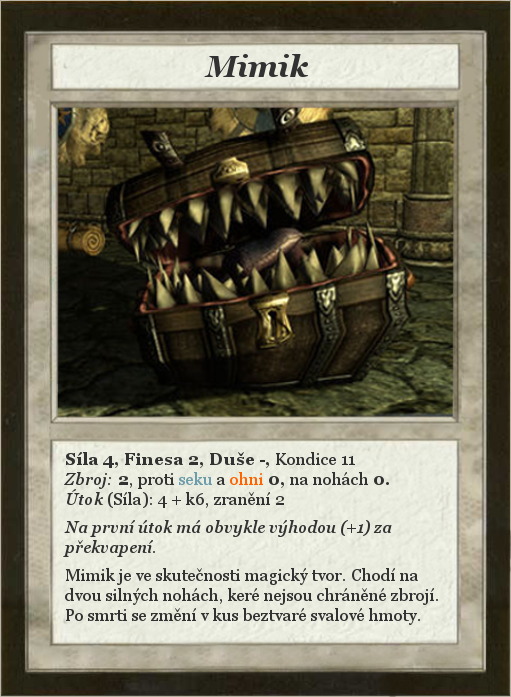 Mimik
Síla 4, Finesa 2, Duše -, Kondice 11
Zbroj: 2, proti seku a ohni 0, na nohách 0.
Útok (Síla): 4 + k6, zranění 2
Na první útok má obvykle výhodou (+1) za
překvapení.
Mimik je ve skutečnosti magický tvor. Chodí na
dvou silných nohách, keré nejsou chráněné zbrojí.
Po smrti se změní v kus beztvaré svalové hmoty.